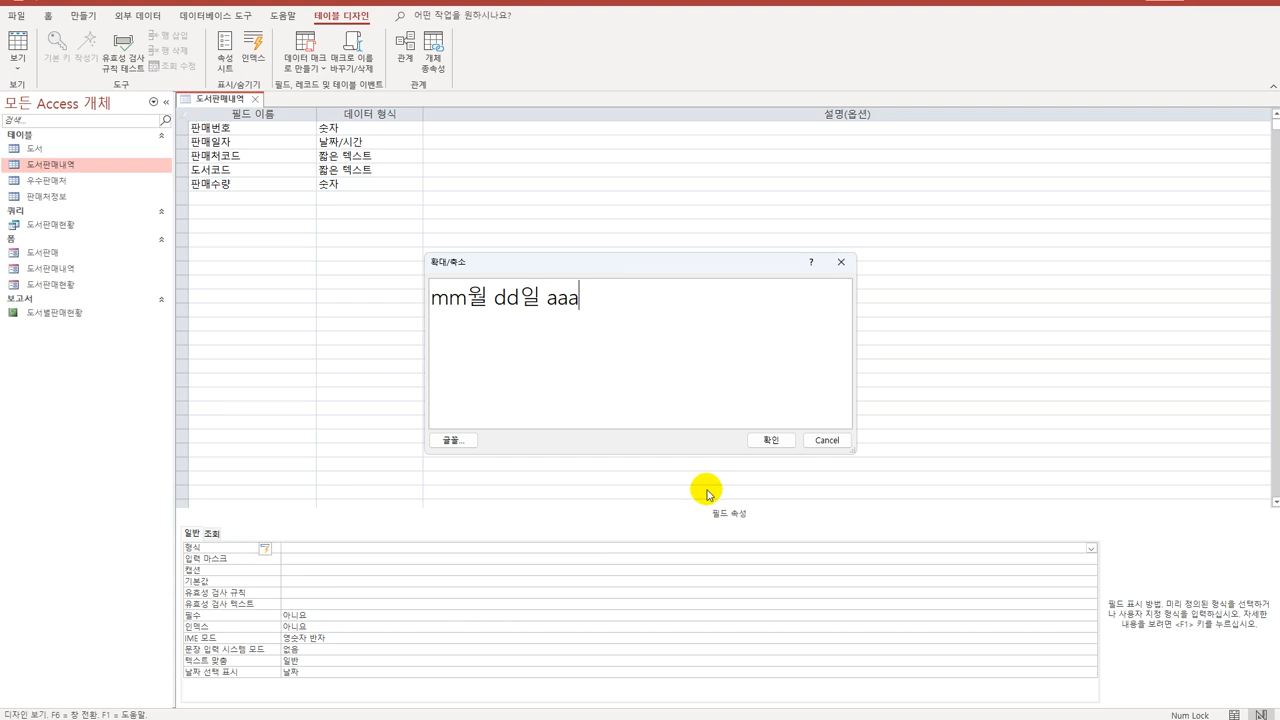 파일 홈 만들기 외부 데이터 데이터베이스 도구 도움말 테이블 디자인 어떤 작업을 원하시나요?
보기 기본 키 작성기 유효성 검사 규칙 테스트 행 삽입 행 삭제 조회 수정 속성 시트 인덱스 데이터 매크로 만들기 매크로 이름 바꾸기/삭제 관계 개체 종속성
보기 도구 표시/숨기기 필드, 레코드 및 테이블 이벤트 관계
모든 Access 개체
검색...
테이블
도서
도서판매내역
우수판매처
판매처정보
쿼리
도서판매현황
폼
도서판매
도서판매내역
도서판매현황
보고서
도서별판매현황
도서판매내역
필드 이름 데이터 형식 설명(옵션)
판매번호 숫자
판매일자 날짜/시간
판매처코드 짧은 텍스트
도서코드 짧은 텍스트
판매수량 숫자
확대/축소 ?
mm월 dd일 aaa
글꼴... 확인 Cancel
필드 속성
일반 조회
형식
입력 마스크
캡션
기본값
유효성 검사 규칙
유효성 검사 텍스트
필수 아니요
인덱스 아니요
IME 모드 영숫자 반자
문장 입력 시스템 모드 없음
텍스트 맞춤 일반
날짜 선택 표시 날짜
필드 표시 방법. 미리 정의된 형식을 선택하거
나 사용자 지정 형식을 입력하십시오. 자세한
내용을 보려면 <F1> 키를 누르십시오.
디자인 보기. F6 = 창 전환. F1 = 도움말. Num Lock